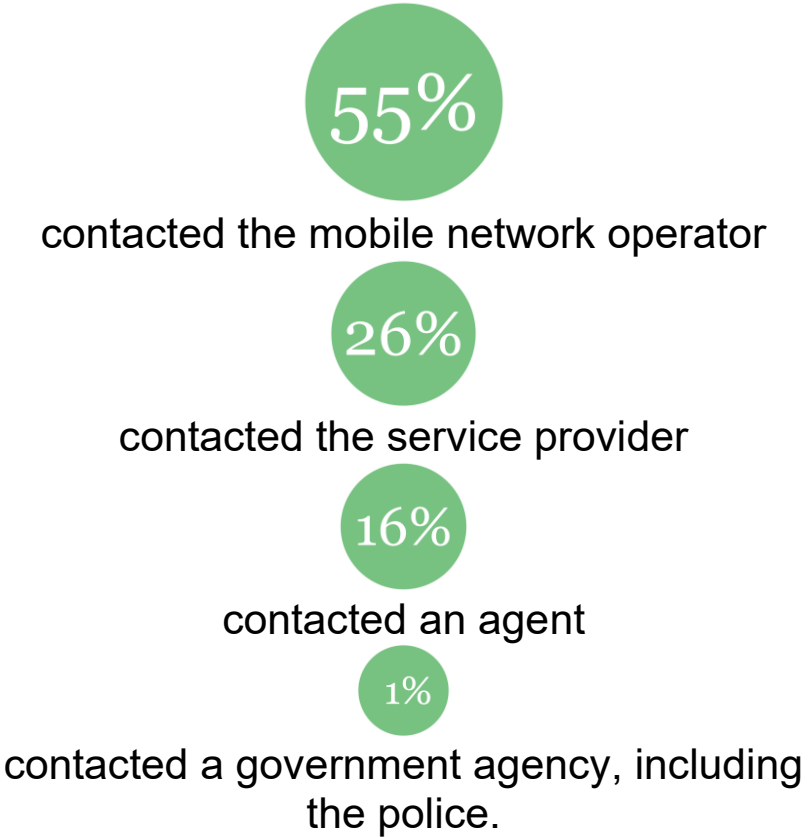 55%
contacted the mobile network operator
26%
contacted the service provider
16%
contacted an agent
1%
contacted a government agency, including
the police.